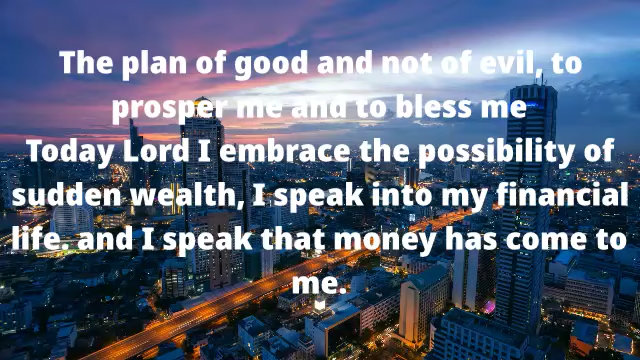 The plan of good and not of evil, to
prosper me and to bless me
Today Lord I embrace the possibility of
sudden wealth, I speak into my financial
life. and I speak that money has come to
me.